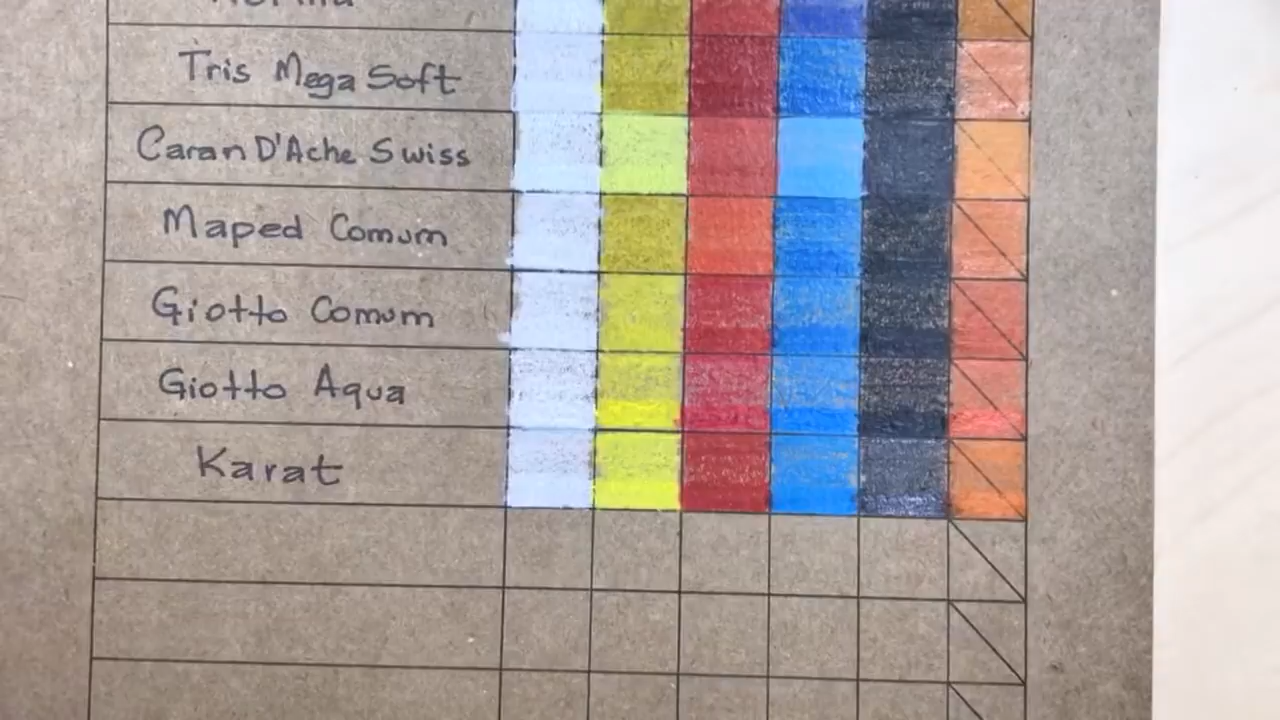 Tris Mega Soft
Caran D'Ache Swiss
Maped Comum
Giotto Comum
Giotto Aqua
Karat